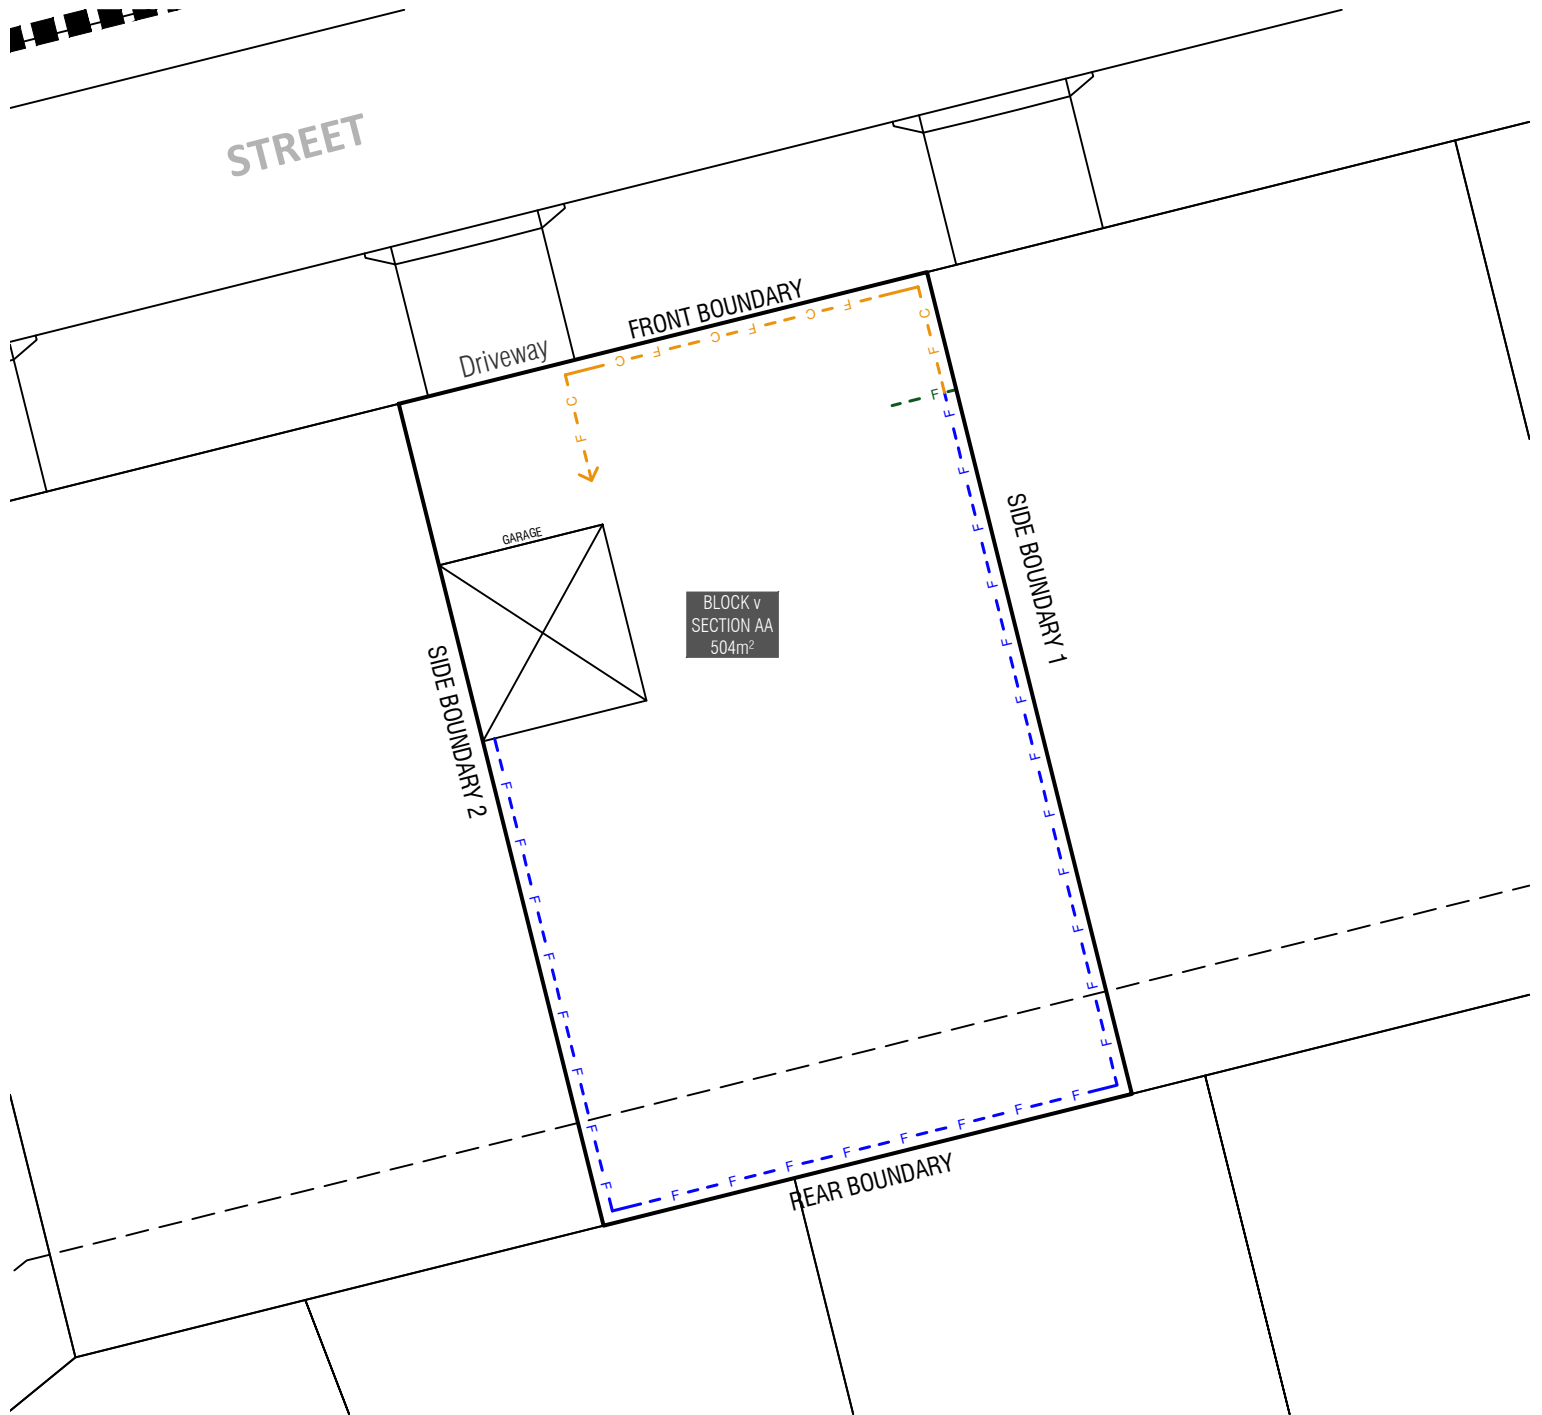 STREET
FRONT BOUNDARY
Driveway
C F C F C F
C F
C F
F
GARAGE
SIDE BOUNDARY 1
BLOCK v
SECTION AA
504m²
SIDE BOUNDARY 2
F F F F F F F F F F F F
F F F F F F F F
F F F F F F F F
REAR BOUNDARY